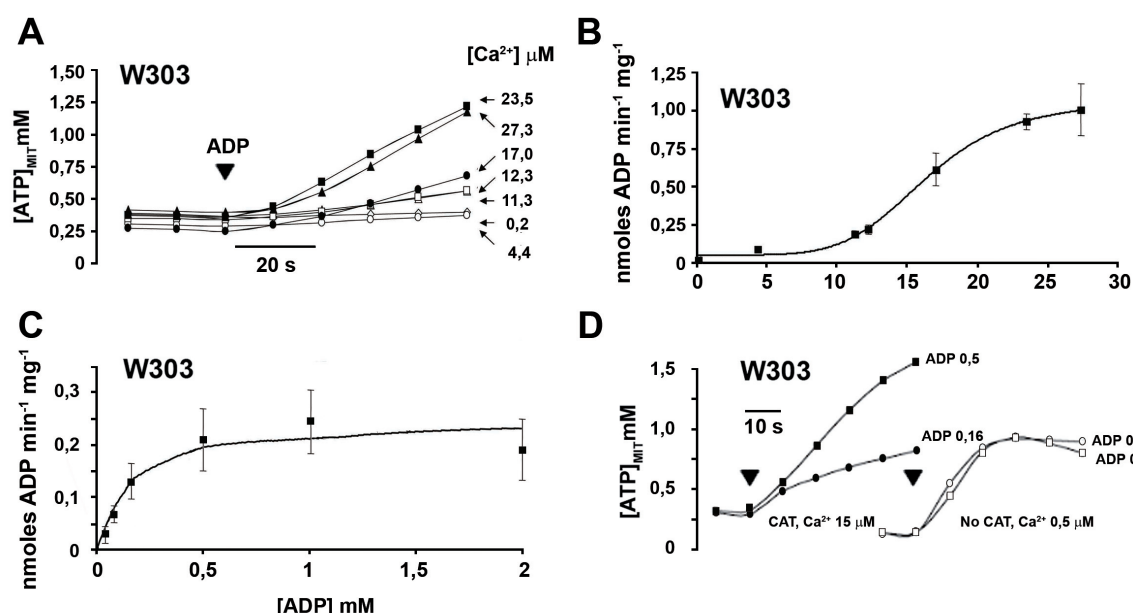 A
W303
[Ca²⁺] µM
[ATP]MIT mM
1,50
1,25
1,00
0,75
0,50
0,25
0
ADP
20 s
23,5
27,3
17,0
12,3
11,3
0,2
4,4
B
W303
nmoles ADP min⁻¹ mg⁻¹
1,25
1,00
0,75
0,50
0,25
0
0
5
10
15
20
25
30
C
W303
nmoles ADP min⁻¹ mg⁻¹
0,3
0,2
0,1
0
0
0,5
1
1,5
2
[ADP] mM
D
W303
[ATP]MIT mM
1,5
1,0
0,5
0
10 s
ADP 0,5
ADP 0,16
ADP 0
ADP 0
CAT, Ca²⁺ 15 µM
No CAT, Ca²⁺ 0,5 µM